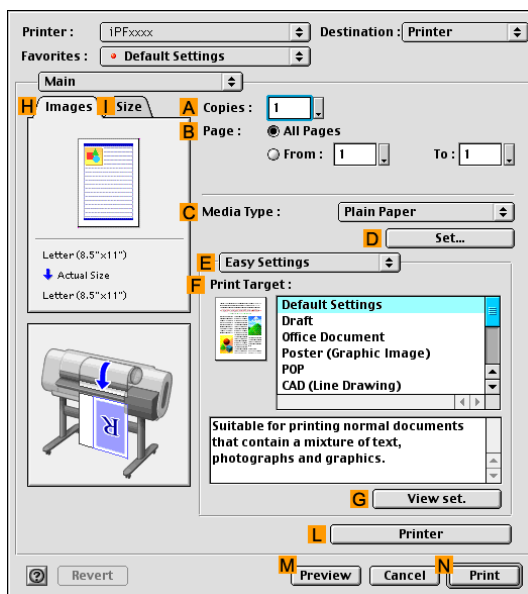 Printer : iPFxxxx Destination : Printer
Favorites : Default Settings
Main
H Images I Size
A Copies : 1
B Page : All Pages
From : 1 To : 1
C Media Type : Plain Paper
D Set...
Letter (8.5"x11")
Actual Size
Letter (8.5"x11")
E Easy Settings
F Print Target :
Default Settings
Draft
Office Document
Poster (Graphic Image)
POP
CAD (Line Drawing)
R
Suitable for printing normal documents
that contain a mixture of text,
photographs and graphics.
G View set.
L Printer
? Revert M Preview Cancel N Print